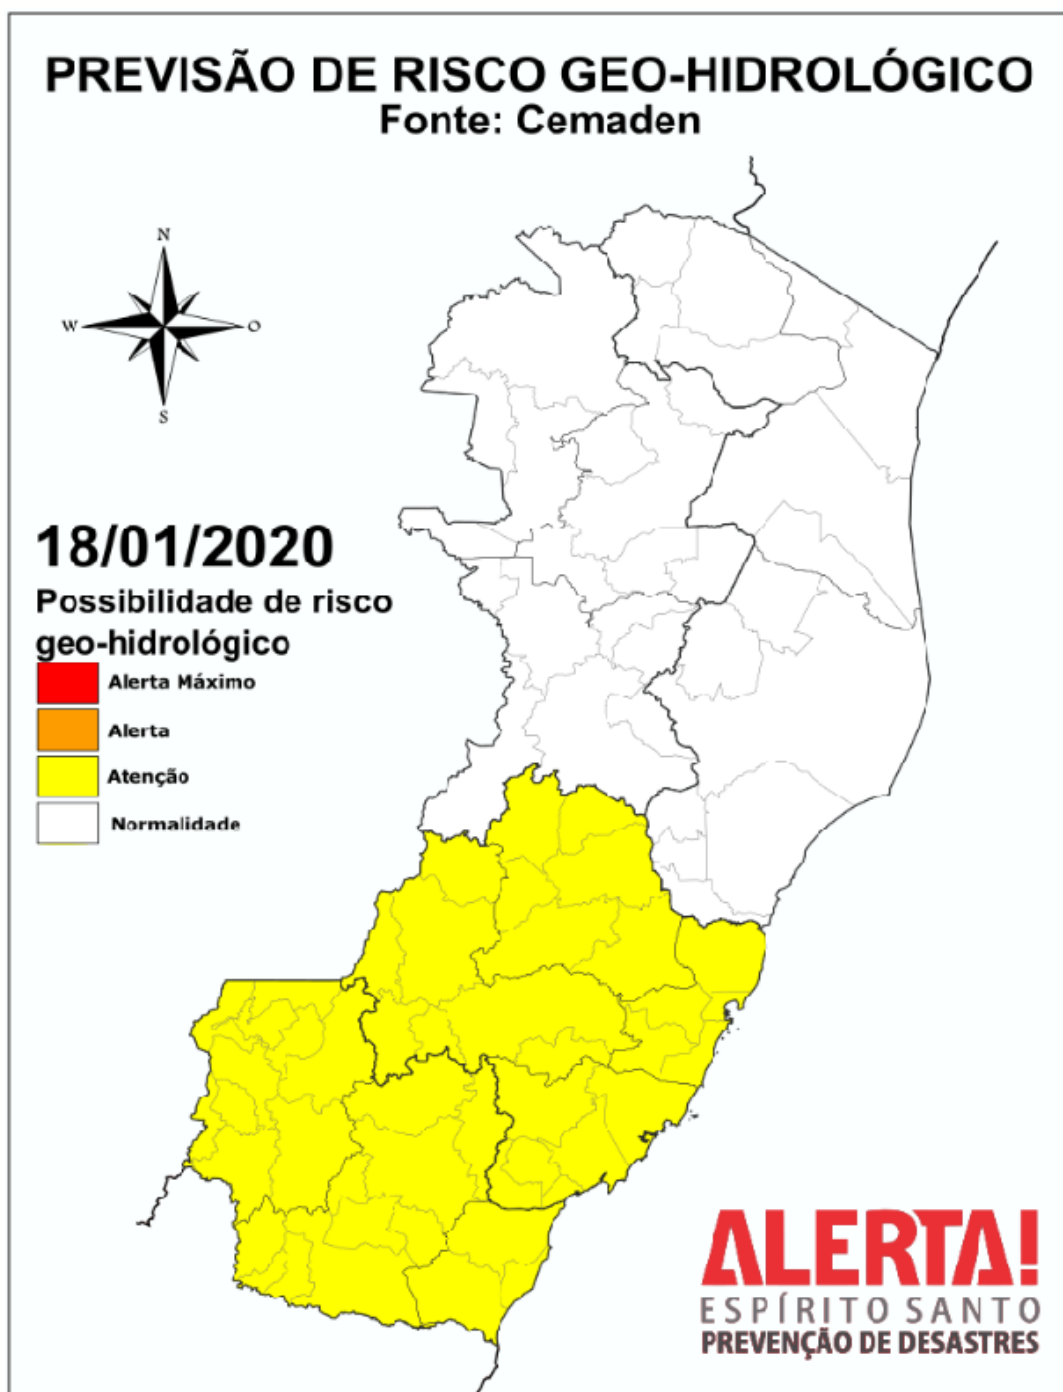 PREVISÃO DE RISCO GEO-HIDROLÓGICO
Fonte: Cemaden
N
W
O
S
18/01/2020
Possibilidade de risco
geo-hidrológico
Alerta Máximo
Alerta
Atenção
Normalidade
ALERTA!
ESPÍRITO SANTO
PREVENÇÃO DE DESASTRES